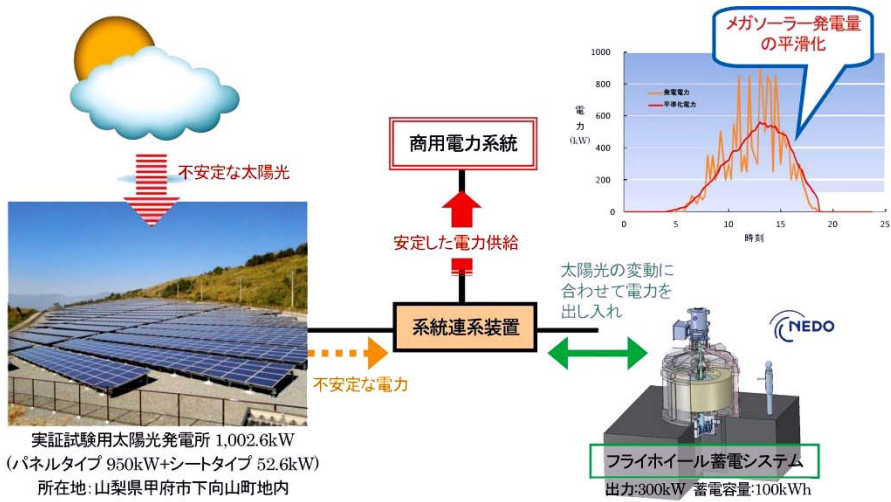 メガソーラー発電量
の平滑化
1000
800
600
400
200
0
電
力
(kW)
発電電力
平準化電力
0
5
10
15
20
25
時刻
不安定な太陽光
商用電力系統
安定した電力供給
系統連系装置
太陽光の変動に
合わせて電力を
出し入れ
NEDO
不安定な電力
実証試験用太陽光発電所 1,002.6kW
(パネルタイプ 950kW+シートタイプ 52.6kW)
所在地:山梨県甲府市下向山町地内
フライホイール蓄電システム
出力:300kW 蓄電容量:100kWh